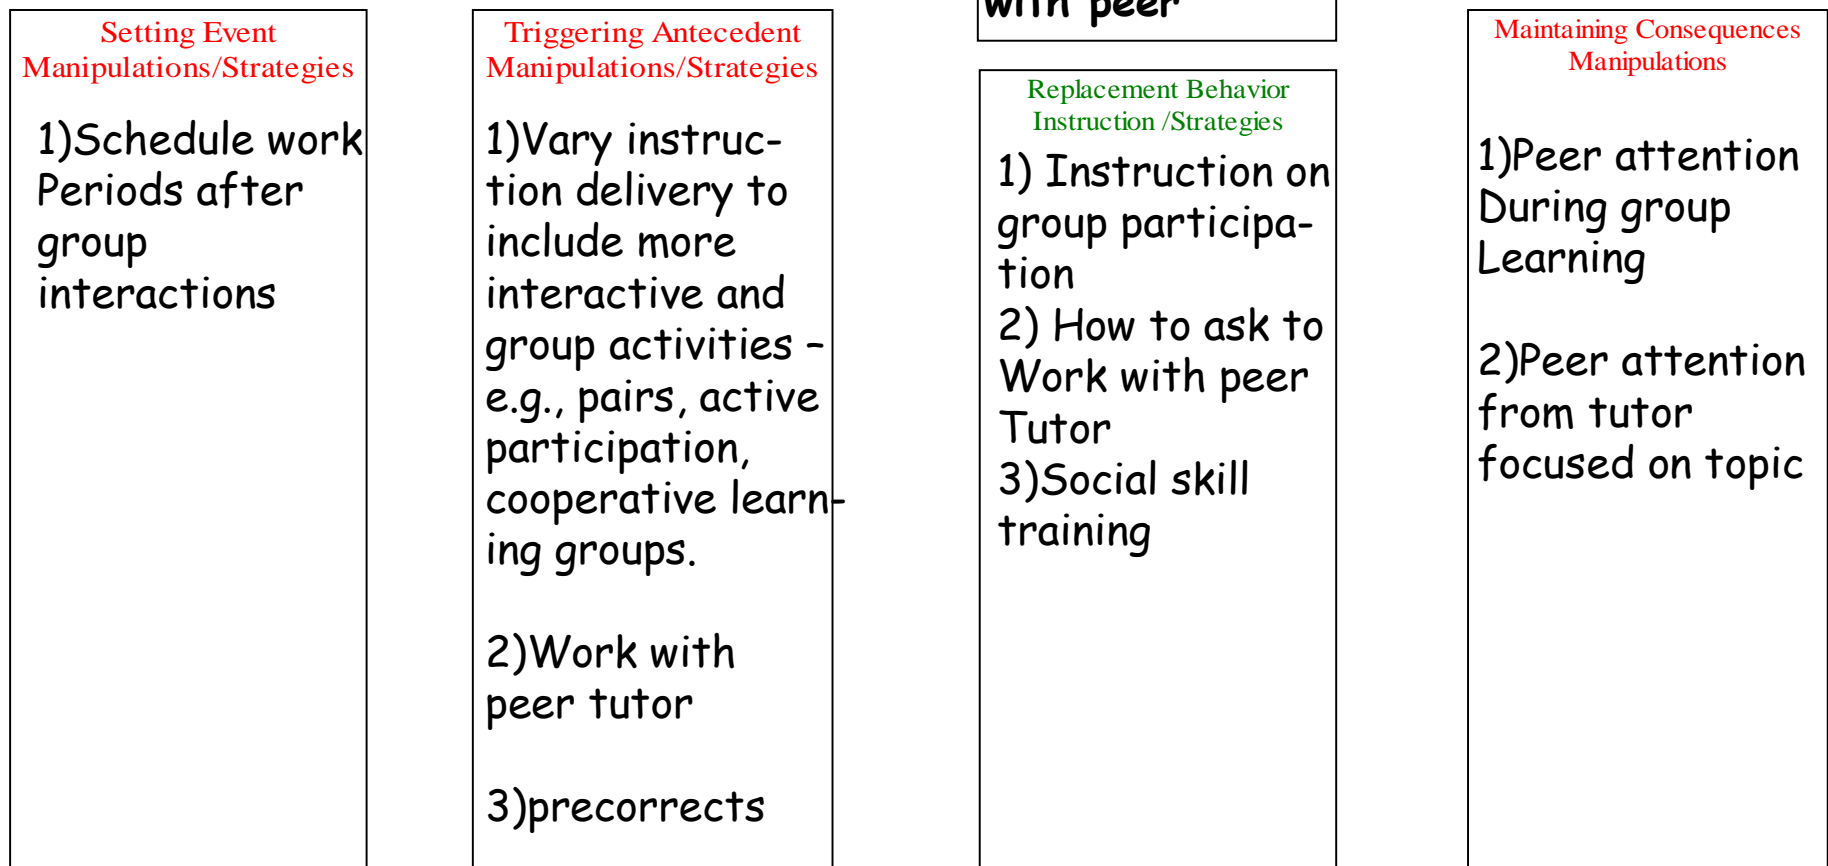 with peer
Setting Event
Manipulations/Strategies
1)Schedule work
Periods after
group
interactions
Triggering Antecedent
Manipulations/Strategies
1)Vary instruc-
tion delivery to
include more
interactive and
group activities –
e.g., pairs, active
participation,
cooperative learn-
ing groups.
2)Work with
peer tutor
3)precorrects
Replacement Behavior
Instruction /Strategies
1) Instruction on
group participa-
tion
2) How to ask to
Work with peer
Tutor
3)Social skill
training
Maintaining Consequences
Manipulations
1)Peer attention
During group
Learning
2)Peer attention
from tutor
focused on topic